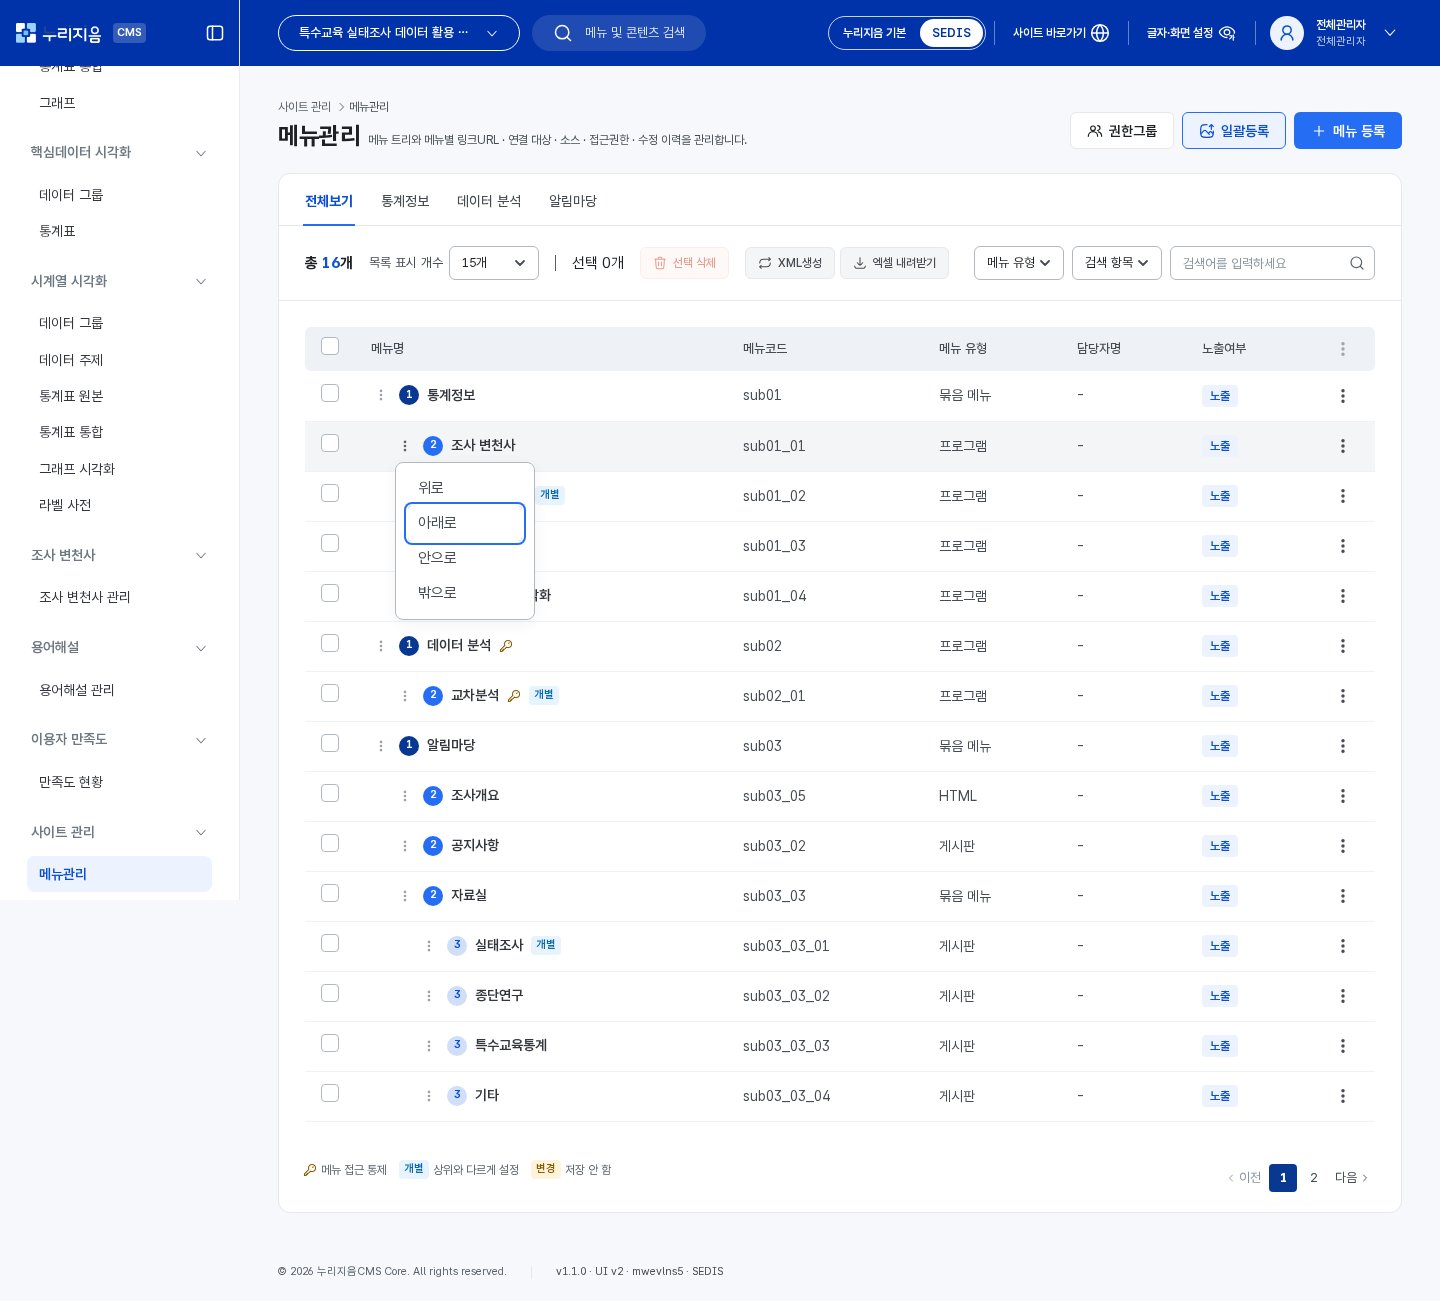 누리지음 CMS
특수교육 실태조사 데이터 활용 ···
메뉴 및 콘텐츠 검색
누리지음 기본
SEDIS
사이트 바로가기
글자·화면 설정
전체관리자
전체관리자
통계표 통합
그래프
핵심데이터 시각화
데이터 그룹
통계표
시계열 시각화
데이터 그룹
데이터 주제
통계표 원본
통계표 통합
그래프 시각화
라벨 사전
조사 변천사
조사 변천사 관리
용어해설
용어해설 관리
이용자 만족도
만족도 현황
사이트 관리
메뉴관리
사이트 관리 > 메뉴관리
메뉴관리 메뉴 트리와 메뉴별 링크URL · 연결 대상 · 소스 · 접근권한 · 수정 이력을 관리합니다.
권한그룹
일괄등록
메뉴 등록
전체보기 통계정보 데이터 분석 알림마당
총 16개 목록 표시 개수 15개 선택 0개 선택 삭제 XML생성 엑셀 내려받기 메뉴 유형 검색 항목 검색어를 입력하세요
메뉴명 메뉴코드 메뉴 유형 담당자명 노출여부
1 통계정보 sub01 묶음 메뉴 - 노출
2 조사 변천사 sub01_01 프로그램 - 노출
위로
아래로
안으로
밖으로
개별 sub01_02 프로그램 - 노출
sub01_03 프로그램 - 노출
화 sub01_04 프로그램 - 노출
1 데이터 분석 sub02 프로그램 - 노출
2 교차분석 개별 sub02_01 프로그램 - 노출
1 알림마당 sub03 묶음 메뉴 - 노출
2 조사개요 sub03_05 HTML - 노출
2 공지사항 sub03_02 게시판 - 노출
2 자료실 sub03_03 묶음 메뉴 - 노출
3 실태조사 개별 sub03_03_01 게시판 - 노출
3 종단연구 sub03_03_02 게시판 - 노출
3 특수교육통계 sub03_03_03 게시판 - 노출
3 기타 sub03_03_04 게시판 - 노출
메뉴 접근 통제 개별 상위와 다르게 설정 변경 저장 안 함
이전 1 2 다음
© 2026 누리지음CMS Core. All rights reserved.
v1.1.0 · UI v2 · mwevlns5 · SEDIS